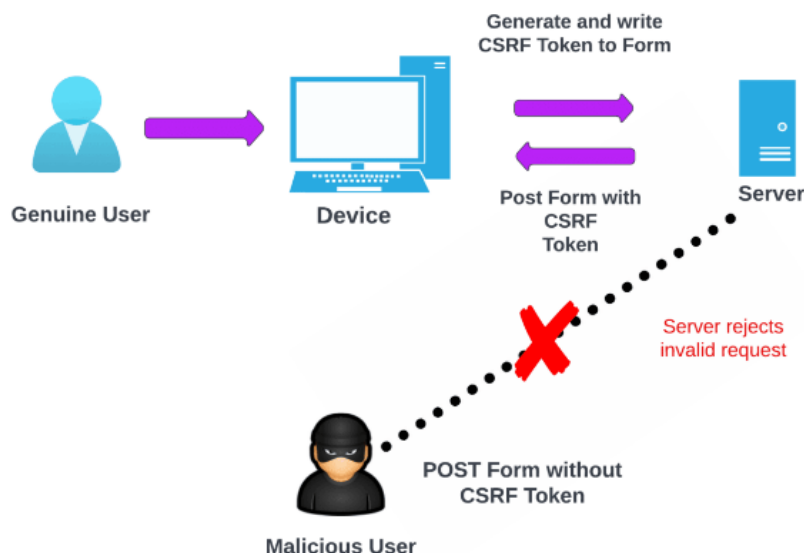 Generate and write
CSRF Token to Form
Genuine User
Device
Post Form with
CSRF
Token
Server
Server rejects
invalid request
POST Form without
CSRF Token
Malicious User